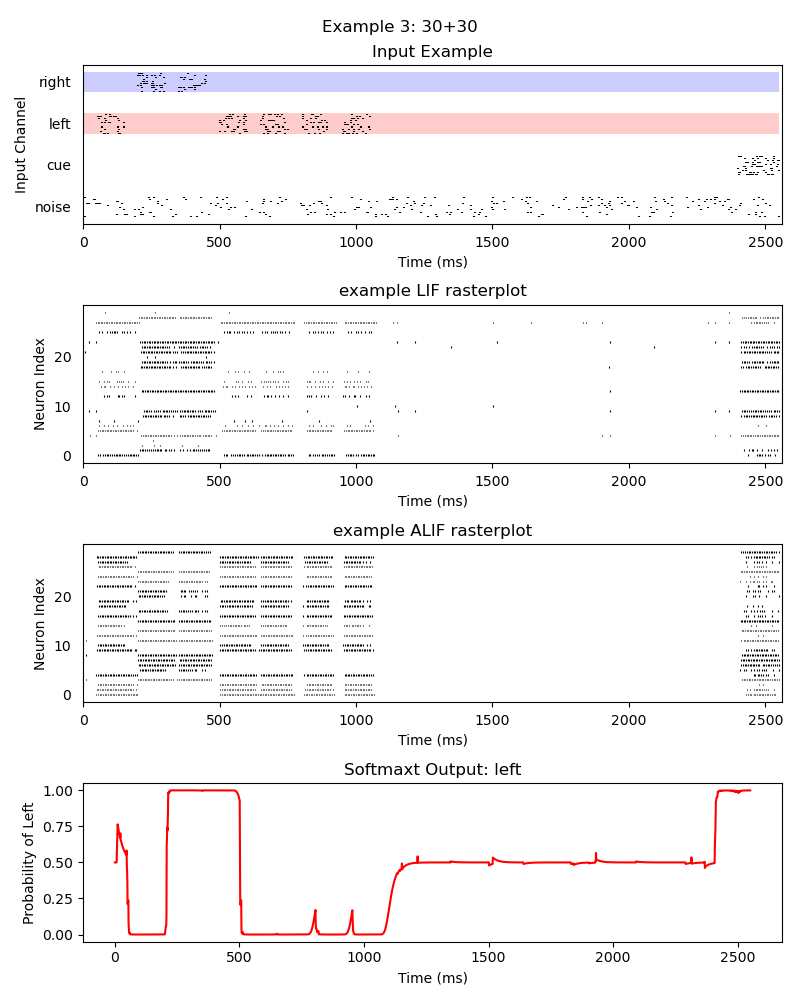 Example 3: 30+30
Input Example
right
left
cue
noise
Input Channel
0 500 1000 1500 2000 2500
Time (ms)
example LIF rasterplot
20
10
0
Neuron Index
0 500 1000 1500 2000 2500
Time (ms)
example ALIF rasterplot
20
10
0
Neuron Index
0 500 1000 1500 2000 2500
Time (ms)
Softmaxt Output: left
1.00
0.75
0.50
0.25
0.00
Probability of Left
0 500 1000 1500 2000 2500
Time (ms)